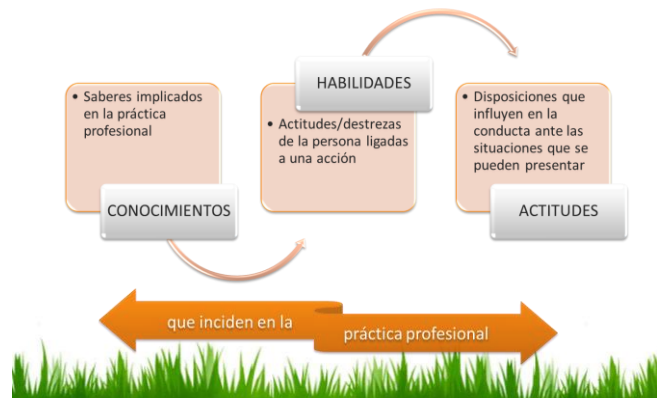 • Saberes implicados
en la práctica
profesional
CONOCIMIENTOS
HABILIDADES
• Actitudes/destrezas
de la persona ligadas
a una acción
• Disposiciones que
influyen en la
conducta ante las
situaciones que se
pueden presentar
ACTITUDES
que inciden en la
práctica profesional